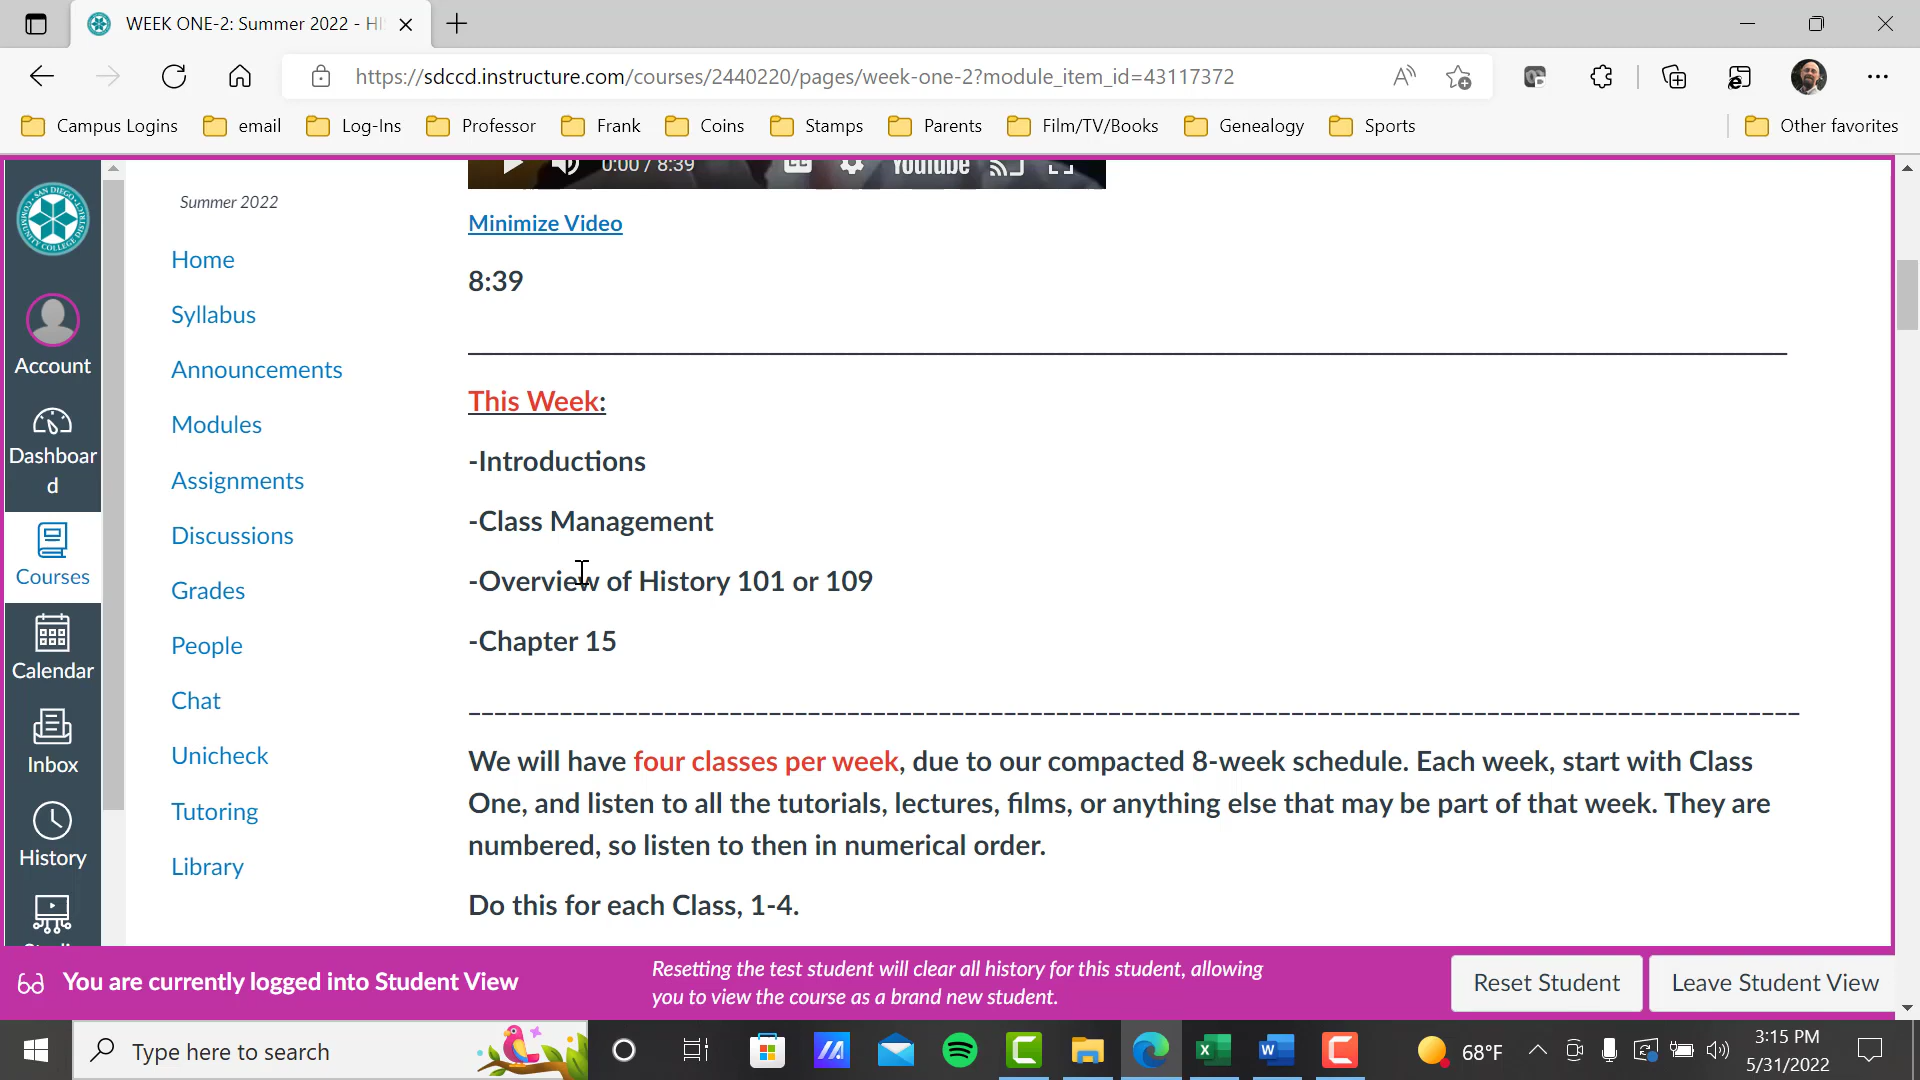 WEEK ONE-2: Summer 2022 - HI
https://sdccd.instructure.com/courses/2440220/pages/week-one-2?module_item_id=43117372
Campus Logins email Log-Ins Professor Frank Coins Stamps Parents Film/TV/Books Genealogy Sports Other favorites
0:00 / 8:39 YouTube
SAN DIEGO COMMUNITY COLLEGE DISTRICT
Account
Dashboar
d
Courses
Calendar
Inbox
History
Summer 2022
Home
Syllabus
Announcements
Modules
Assignments
Discussions
Grades
People
Chat
Unicheck
Tutoring
Library
Minimize Video
8:39
This Week:
-Introductions
-Class Management
-Overview of History 101 or 109
-Chapter 15
We will have four classes per week, due to our compacted 8-week schedule. Each week, start with Class
One, and listen to all the tutorials, lectures, films, or anything else that may be part of that week. They are
numbered, so listen to then in numerical order.
Do this for each Class, 1-4.
You are currently logged into Student View
Resetting the test student will clear all history for this student, allowing
you to view the course as a brand new student.
Reset Student
Leave Student View
Type here to search
68°F
3:15 PM
5/31/2022